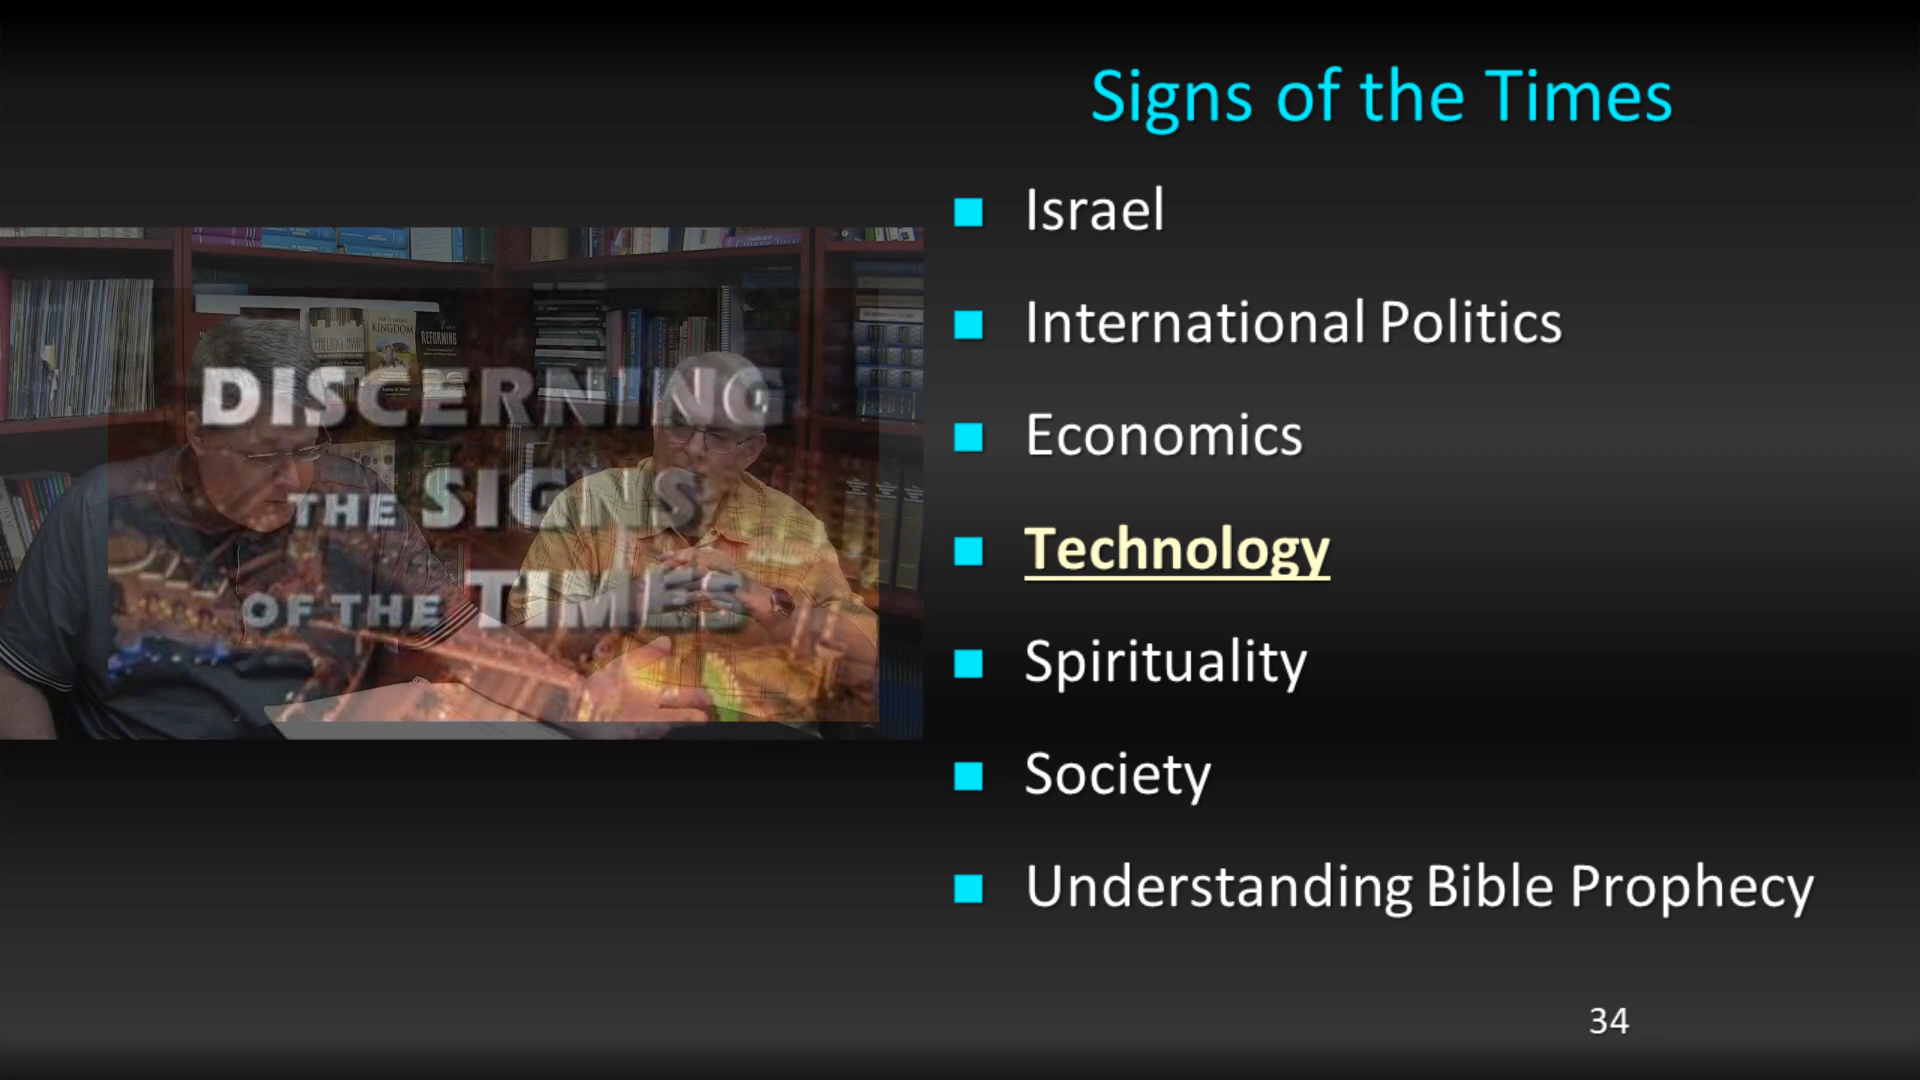 Signs of the Times
Israel
International Politics
Economics
Technology
Spirituality
Society
Understanding Bible Prophecy
34
DISCERNING
THE SIGNS
OF THE TIMES
KINGDOM
REFORMING